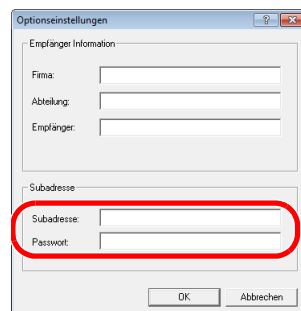 Optionseinstellungen
Empfänger Information
Firma:
Abteilung:
Empfänger:
Subadresse
Subadresse:
Passwort:
OK Abbrechen